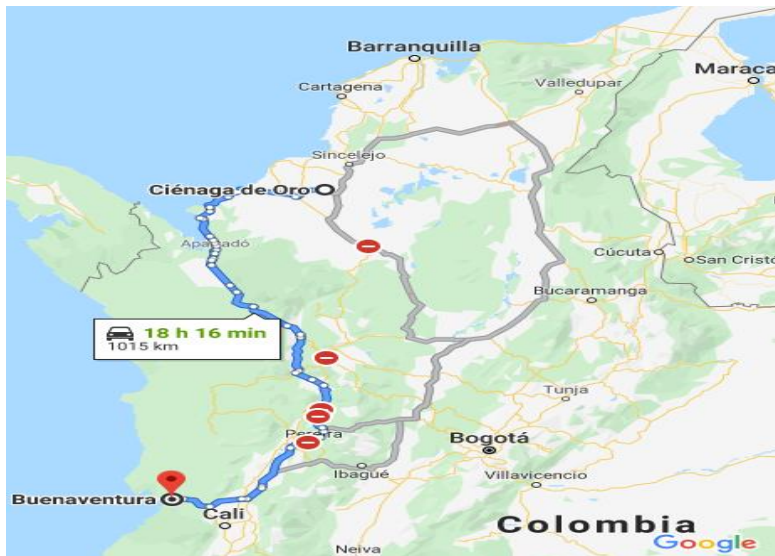 Barranquilla
Maraca
Cartagena
Valledupar
Sincelejo
Ciénaga de Oro
Apartadó
Cúcuta
San Cristó
Bucaramanga
18 h 16 min
1015 km
Tunja
Pereira
Bogotá
Ibagué
Villavicencio
Buenaventura
Cali
Colombia
Neiva
Google